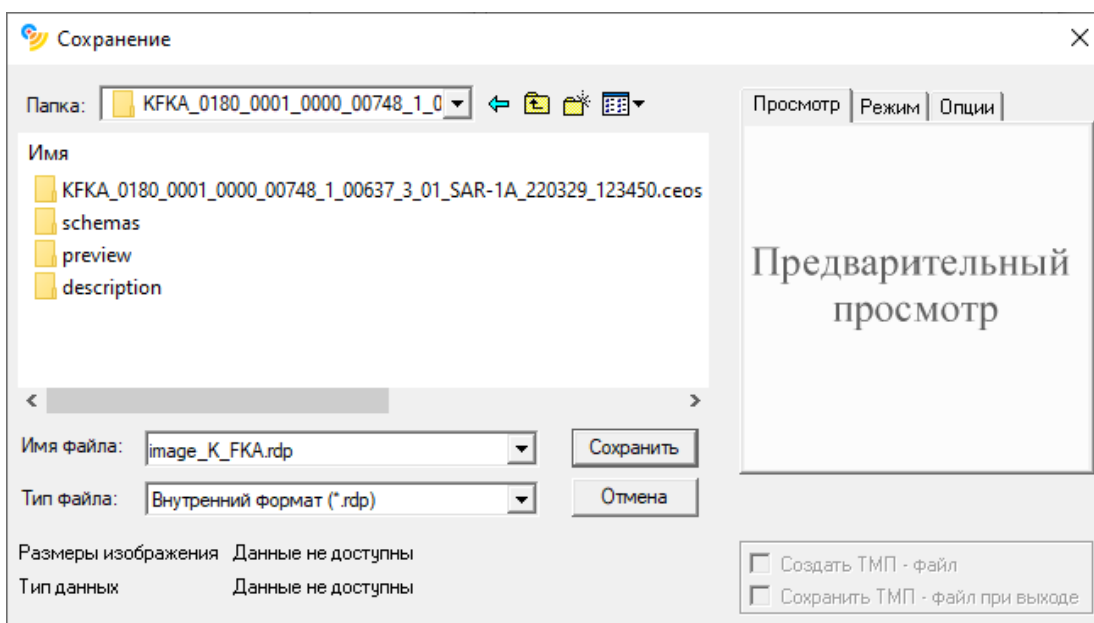 Сохранение
Папка: KFKA_0180_0001_0000_00748_1_0
Имя
KFKA_0180_0001_0000_00748_1_00637_3_01_SAR-1A_220329_123450.ceos
schemas
preview
description
Имя файла: image_K_FKA.rdp Сохранить
Тип файла: Внутренний формат (*.rdp) Отмена
Размеры изображения Данные не доступны
Тип данных Данные не доступны
Просмотр Режим Опции
Предварительный
просмотр
Создать ТМП - файл
Сохранить ТМП - файл при выходе